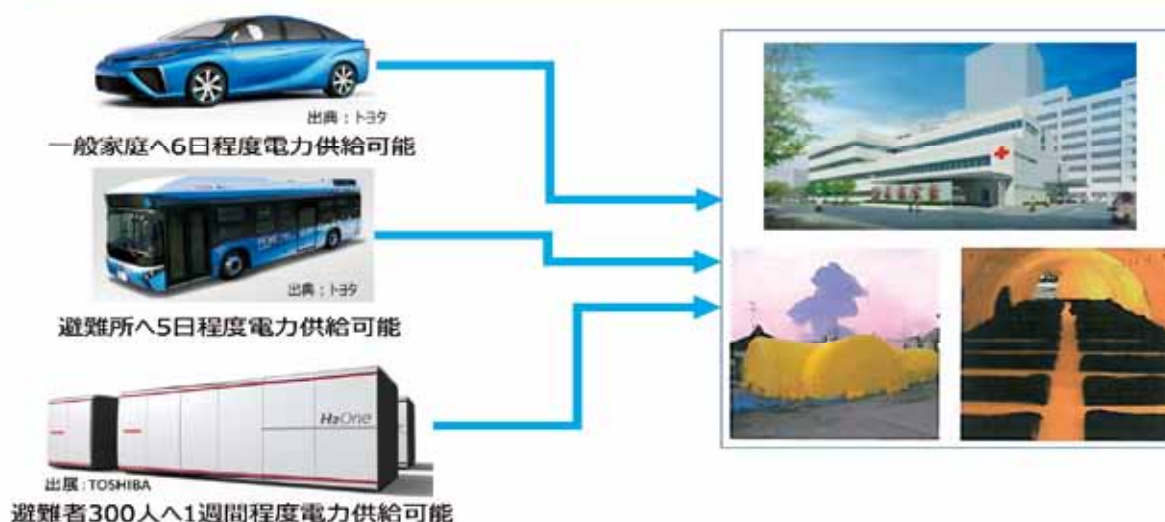 出典：トヨタ
一般家庭へ6日程度電力供給可能
出典：トヨタ
避難所へ5日程度電力供給可能
H2One
出展：TOSHIBA
避難者300人へ1週間程度電力供給可能